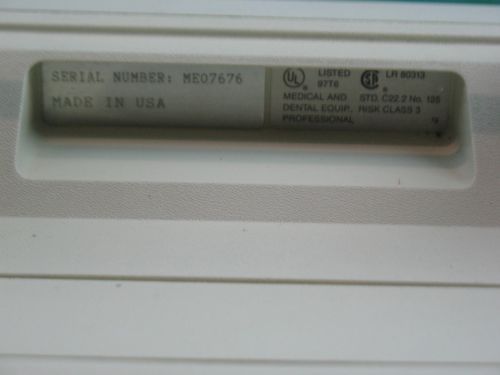 SERIAL NUMBER: ME07676
MADE IN USA
UL ® LISTED 97T6
MEDICAL AND
DENTAL EQUIP.
PROFESSIONAL
LR 80313
STD. C22.2 No. 125
RISK CLASS 3